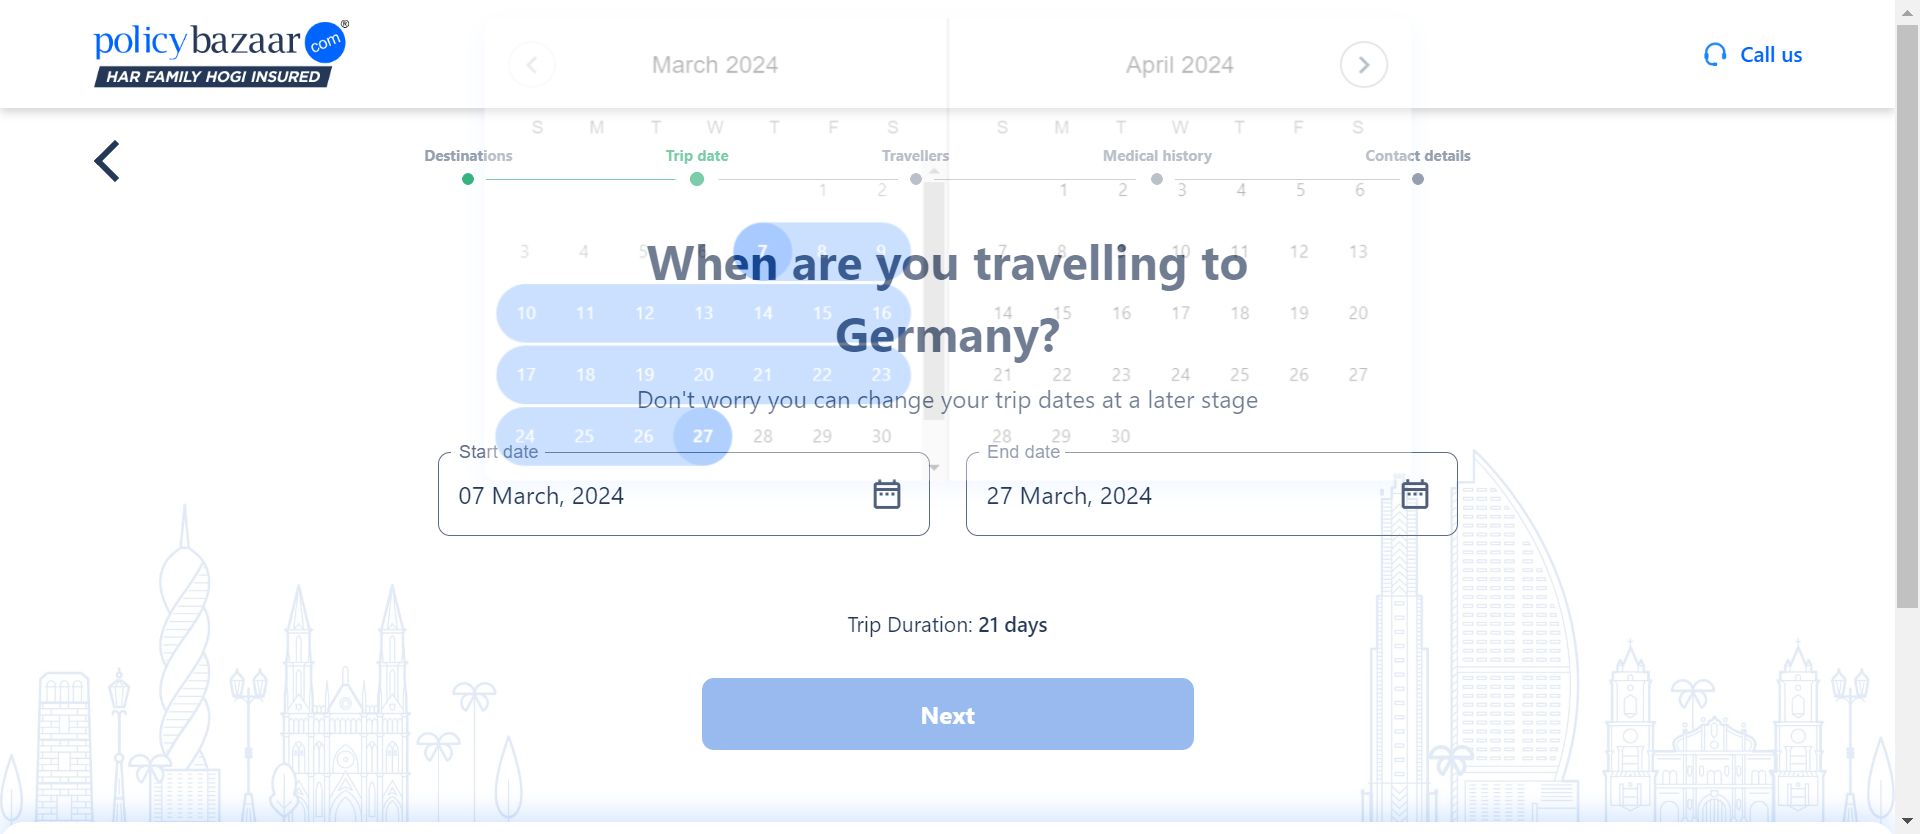 policybazaar com ®
HAR FAMILY HOGI INSURED
Call us
March 2024
April 2024
S M T W T F S
S M T W T F S
Destinations
Trip date
Travellers
Medical history
Contact details
1 2
3 4 5 7 8 9
10 11 12 13 14 15 16
17 18 19 20 21 22 23
24 25 26 27 28 29 30
1 2 3 4 5 6
7 8 9 10 11 12 13
14 15 16 17 18 19 20
21 22 23 24 25 26 27
28 29 30
When are you travelling to
Germany?
Don't worry you can change your trip dates at a later stage
Start date
07 March, 2024
End date
27 March, 2024
Trip Duration: 21 days
Next